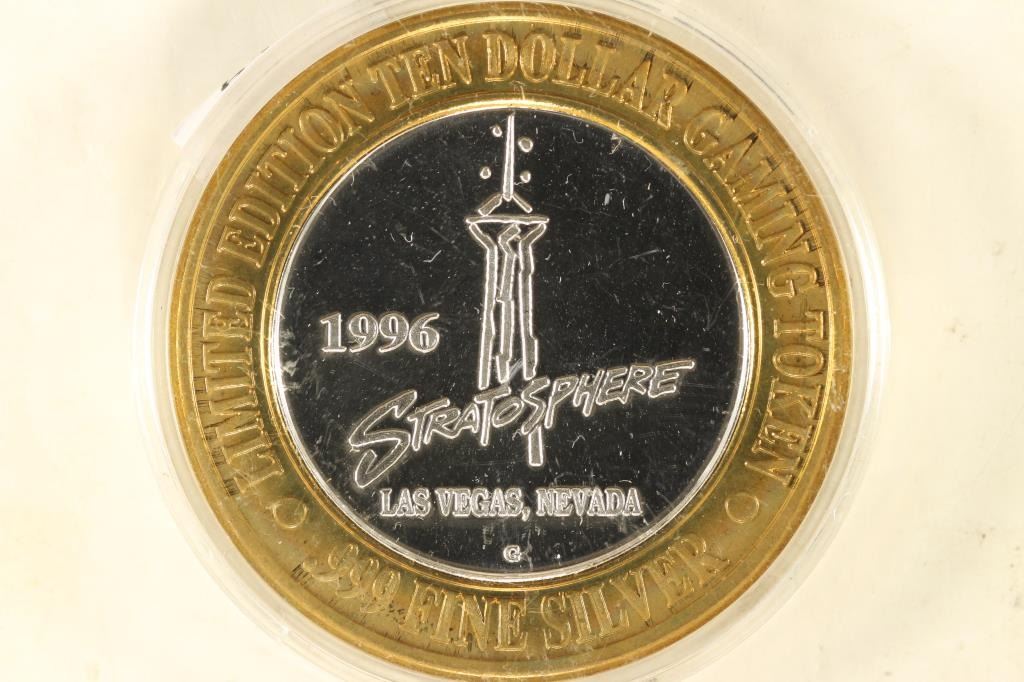 LIMITED EDITION TEN DOLLAR GAMING TOKEN
1996
STRATOSPHERE
LAS VEGAS, NEVADA
G
.999 FINE SILVER